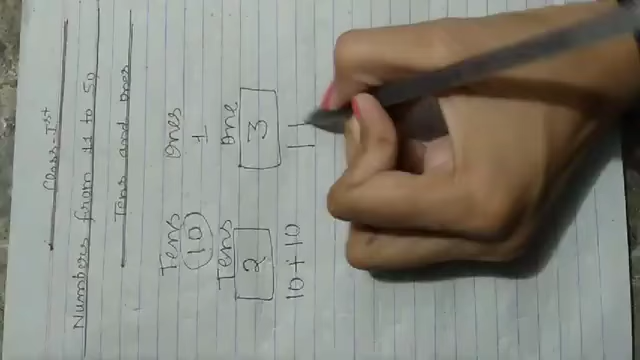 Class-Ist
Numbers from 11 to 50
Tens and ones
Tens Ones
10 1
Tens One
2 3
10+10 1